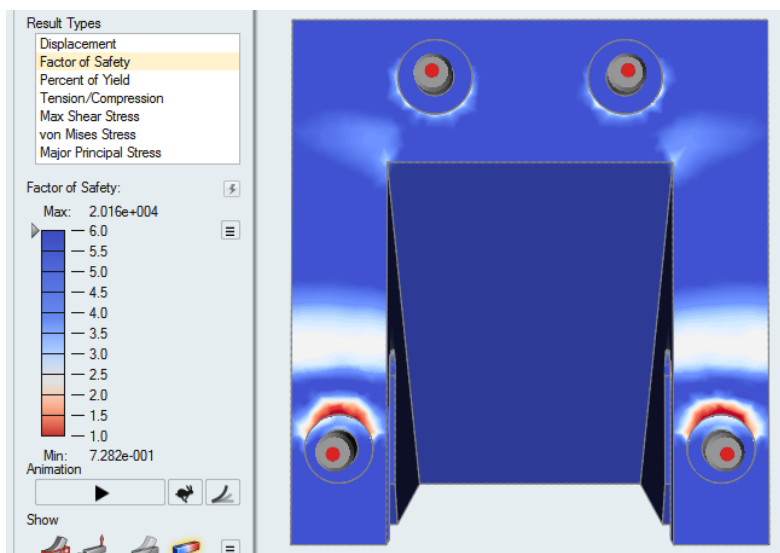 Result Types
Displacement
Factor of Safety
Percent of Yield
Tension/Compression
Max Shear Stress
von Mises Stress
Major Principal Stress
Factor of Safety:
Max: 2.016e+004
6.0
5.5
5.0
4.5
4.0
3.5
3.0
2.5
2.0
1.5
1.0
Min: 7.282e-001
Animation
Show